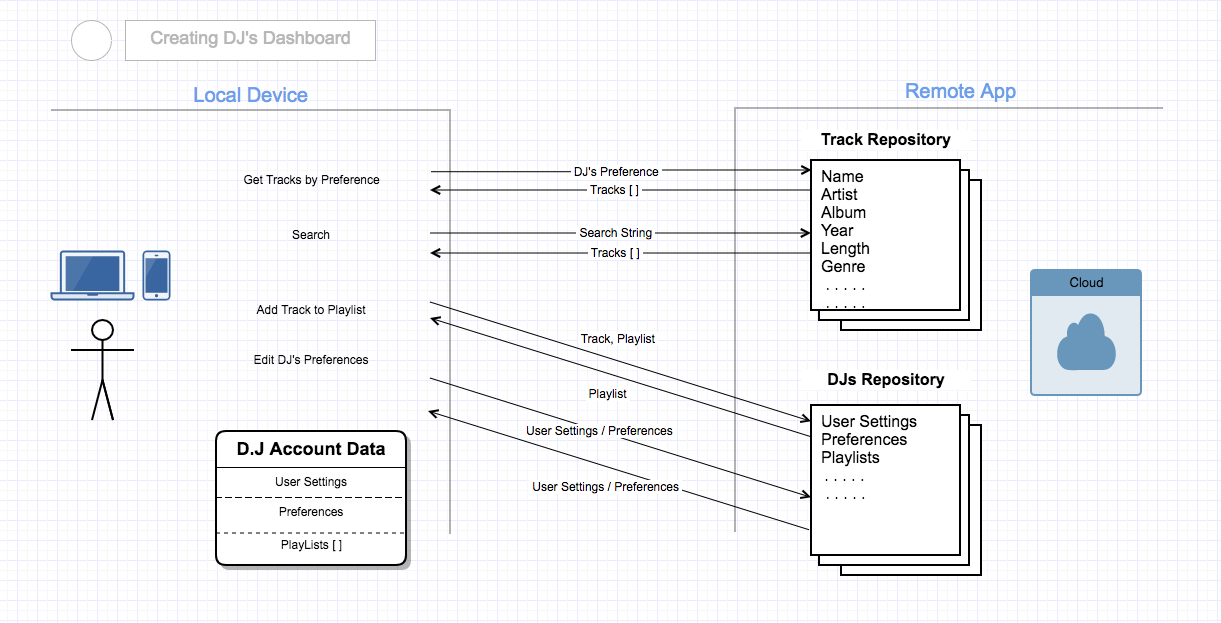 Creating DJ's Dashboard
Local Device
Remote App
Track Repository
Get Tracks by Preference
DJ's Preference
Tracks [ ]
Search
Search String
Tracks [ ]
Name
Artist
Album
Year
Length
Genre
. . . . .
. . . . .
Cloud
Add Track to Playlist
Track, Playlist
Edit DJ's Preferences
Playlist
User Settings / Preferences
User Settings / Preferences
DJs Repository
User Settings
Preferences
Playlists
. . . . .
. . . . .
D.J Account Data
User Settings
Preferences
PlayLists [ ]